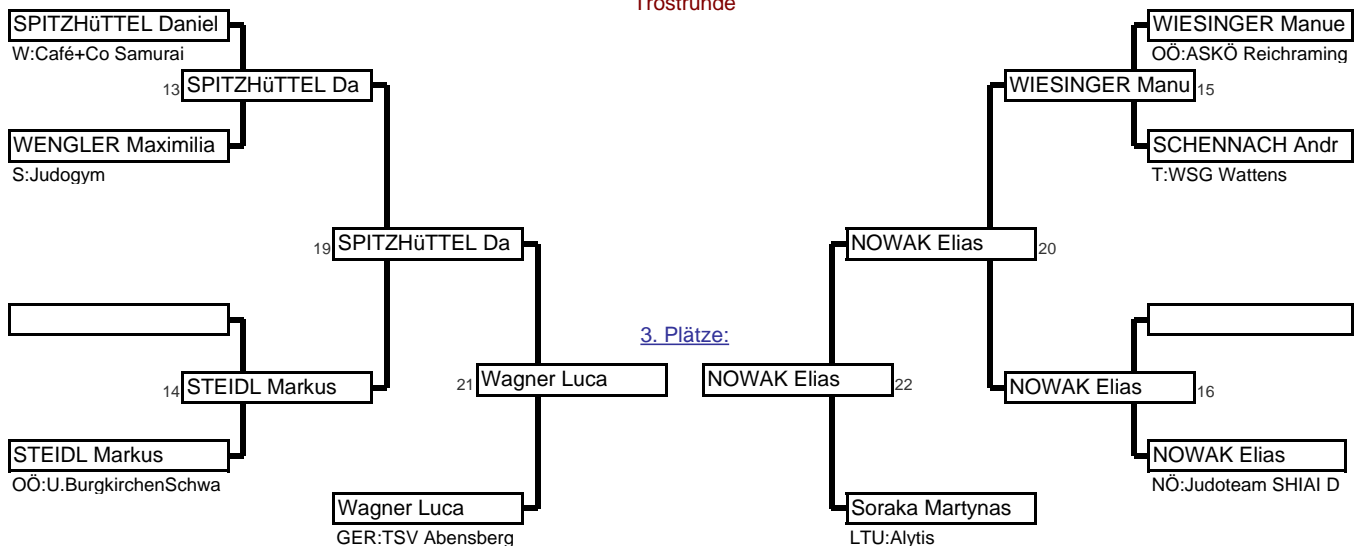 Trostrunde
SPITZHüTTEL Daniel
W:Café+Co Samurai
13 SPITZHüTTEL Da
WENGLER Maximilia
S:Judogym
19 SPITZHüTTEL Da
14 STEIDL Markus
STEIDL Markus
OÖ:U.BurgkirchenSchwa
21 Wagner Luca
Wagner Luca
GER:TSV Abensberg
3. Plätze:
WIESINGER Manue
OÖ:ASKÖ Reichraming
WIESINGER Manu 15
SCHENNACH Andr
T:WSG Wattens
NOWAK Elias 20
NOWAK Elias 22
NOWAK Elias 16
NOWAK Elias
NÖ:Judoteam SHIAI D
Soraka Martynas
LTU:Alytis